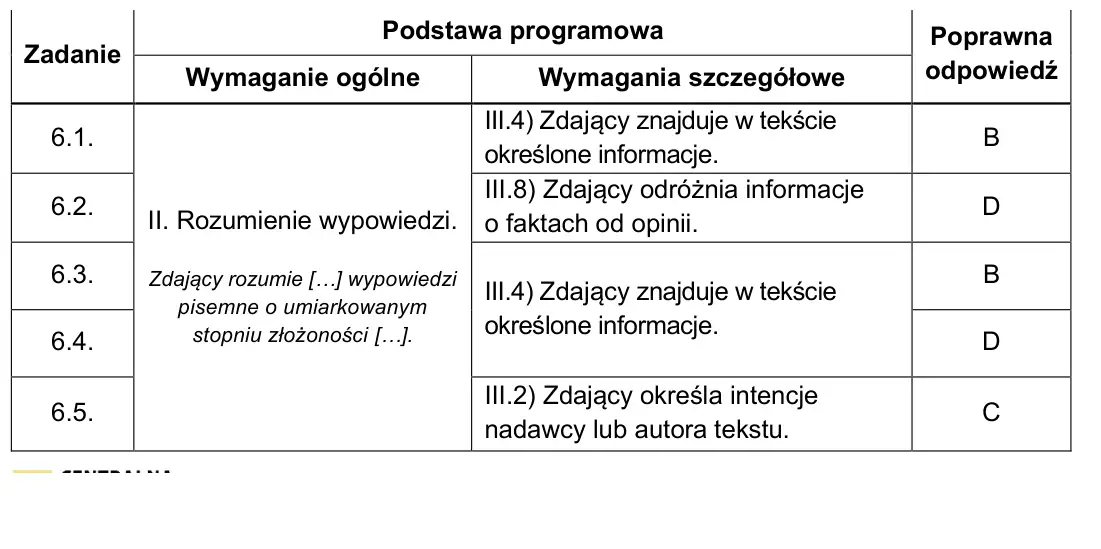 Zadanie
Podstawa programowa
Poprawna
odpowiedź
Wymaganie ogólne
Wymagania szczegółowe
6.1.
II. Rozumienie wypowiedzi.
Zdający rozumie […] wypowiedzi
pisemne o umiarkowanym
stopniu złożoności […].
III.4) Zdający znajduje w tekście
określone informacje.
B
6.2.
III.8) Zdający odróżnia informacje
o faktach od opinii.
D
6.3.
III.4) Zdający znajduje w tekście
określone informacje.
B
6.4.
D
6.5.
III.2) Zdający określa intencje
nadawcy lub autora tekstu.
C
CENTRALNA